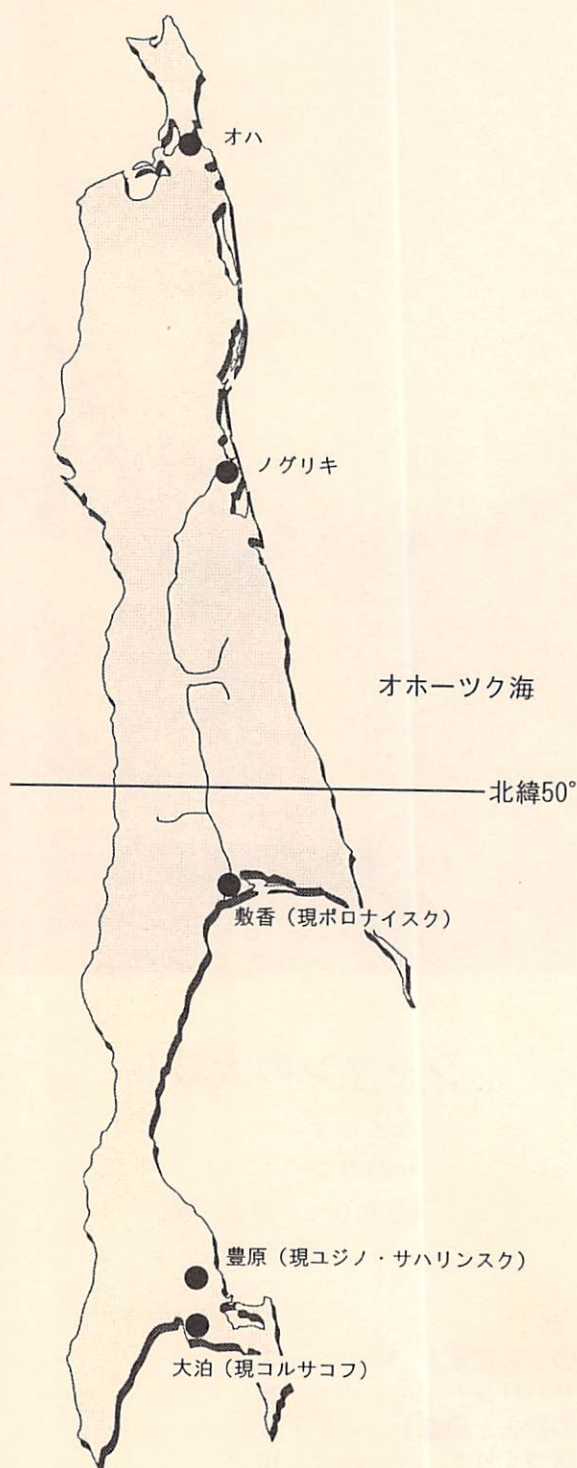 オハ
ノグリキ
オホーツク海
北緯50°
敷香（現ポロナイスク）
豊原（現ユジノ・サハリンスク）
大泊（現コルサコフ）